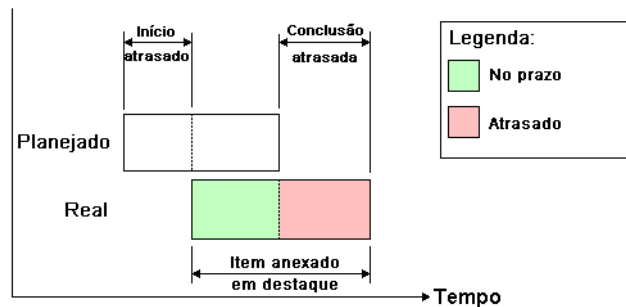 Início
atrasado
Conclusão
atrasada
Legenda:
No prazo
Atrasado
Planejado
Real
Item anexado
em destaque
Tempo